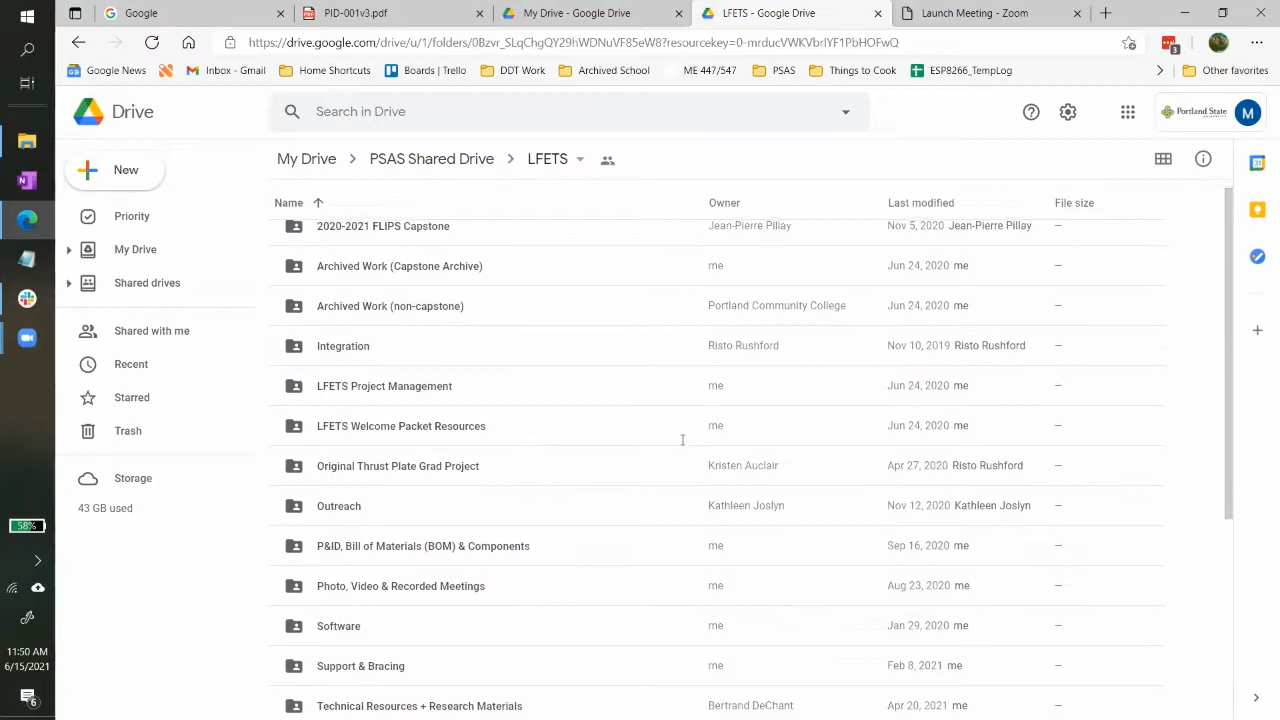 Google
PID-001v3.pdf
My Drive - Google Drive
LFETS - Google Drive
Launch Meeting - Zoom
https://drive.google.com/drive/u/1/folders/0Bzvr_SLqChgQY29hWDNuVF85eW8?resourcekey=0-mrducVWKVbrIYF1PbHOFwQ
3
Google News
Inbox - Gmail
Home Shortcuts
Boards | Trello
DDT Work
Archived School
ME 447/547
PSAS
Things to Cook
ESP8266_TempLog
Other favorites
Drive
Search in Drive
Portland State
M
New
My Drive
PSAS Shared Drive
LFETS
31
Priority
My Drive
Shared drives
Shared with me
Recent
Starred
Trash
Storage
43 GB used
Name Owner Last modified File size
2020-2021 FLIPS Capstone Jean-Pierre Pillay Nov 5, 2020 Jean-Pierre Pillay –
Archived Work (Capstone Archive) me Jun 24, 2020 me –
Archived Work (non-capstone) Portland Community College Jun 24, 2020 me –
Integration Risto Rushford Nov 10, 2019 Risto Rushford –
LFETS Project Management me Jun 24, 2020 me –
LFETS Welcome Packet Resources me Jun 24, 2020 me –
Original Thrust Plate Grad Project Kristen Auclair Apr 27, 2020 Risto Rushford –
Outreach Kathleen Joslyn Nov 12, 2020 Kathleen Joslyn –
P&ID, Bill of Materials (BOM) & Components me Sep 16, 2020 me –
Photo, Video & Recorded Meetings me Aug 23, 2020 me –
Software me Jan 29, 2020 me –
Support & Bracing me Feb 8, 2021 me –
Technical Resources + Research Materials Bertrand DeChant Apr 20, 2021 me –
58%
11:50 AM
6/15/2021
6